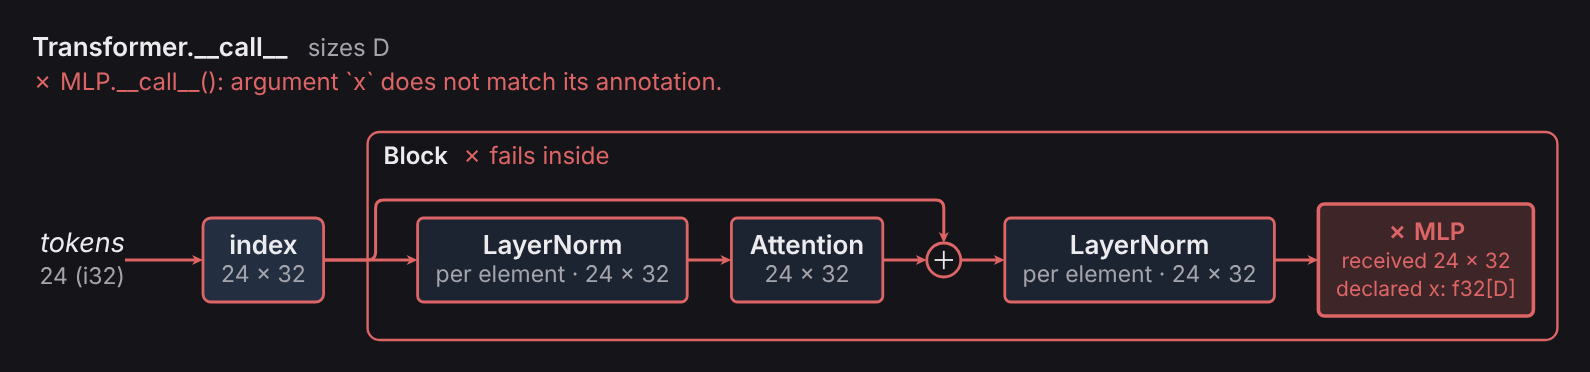 Transformer.__call__ sizes D
× MLP.__call__(): argument `x` does not match its annotation.
Block × fails inside
tokens
24 (i32)
index
24 × 32
LayerNorm
per element · 24 × 32
Attention
24 × 32
+
LayerNorm
per element · 24 × 32
× MLP
received 24 × 32
declared x: f32[D]